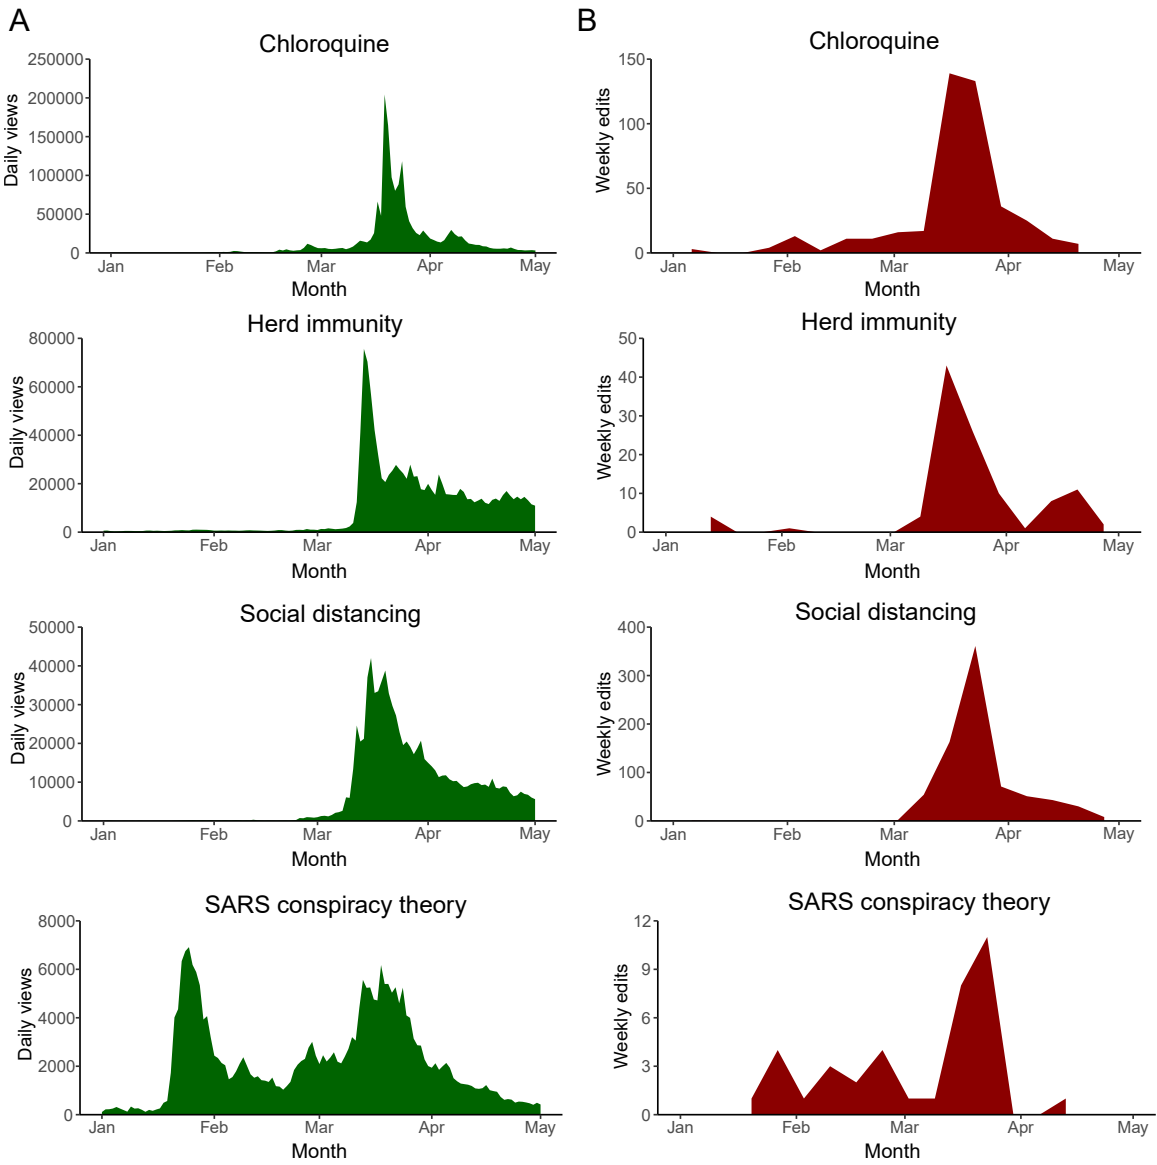 A
Chloroquine
Daily views
250000
200000
150000
100000
50000
0
Jan Feb Mar Apr May
Month
Herd immunity
Daily views
80000
60000
40000
20000
0
Jan Feb Mar Apr May
Month
Social distancing
Daily views
50000
40000
30000
20000
10000
0
Jan Feb Mar Apr May
Month
SARS conspiracy theory
Daily views
8000
6000
4000
2000
0
Jan Feb Mar Apr May
Month
B
Chloroquine
Weekly edits
150
100
50
0
Jan Feb Mar Apr May
Month
Herd immunity
Weekly edits
50
40
30
20
10
0
Jan Feb Mar Apr May
Month
Social distancing
Weekly edits
400
300
200
100
0
Jan Feb Mar Apr May
Month
SARS conspiracy theory
Weekly edits
12
9
6
3
0
Jan Feb Mar Apr May
Month